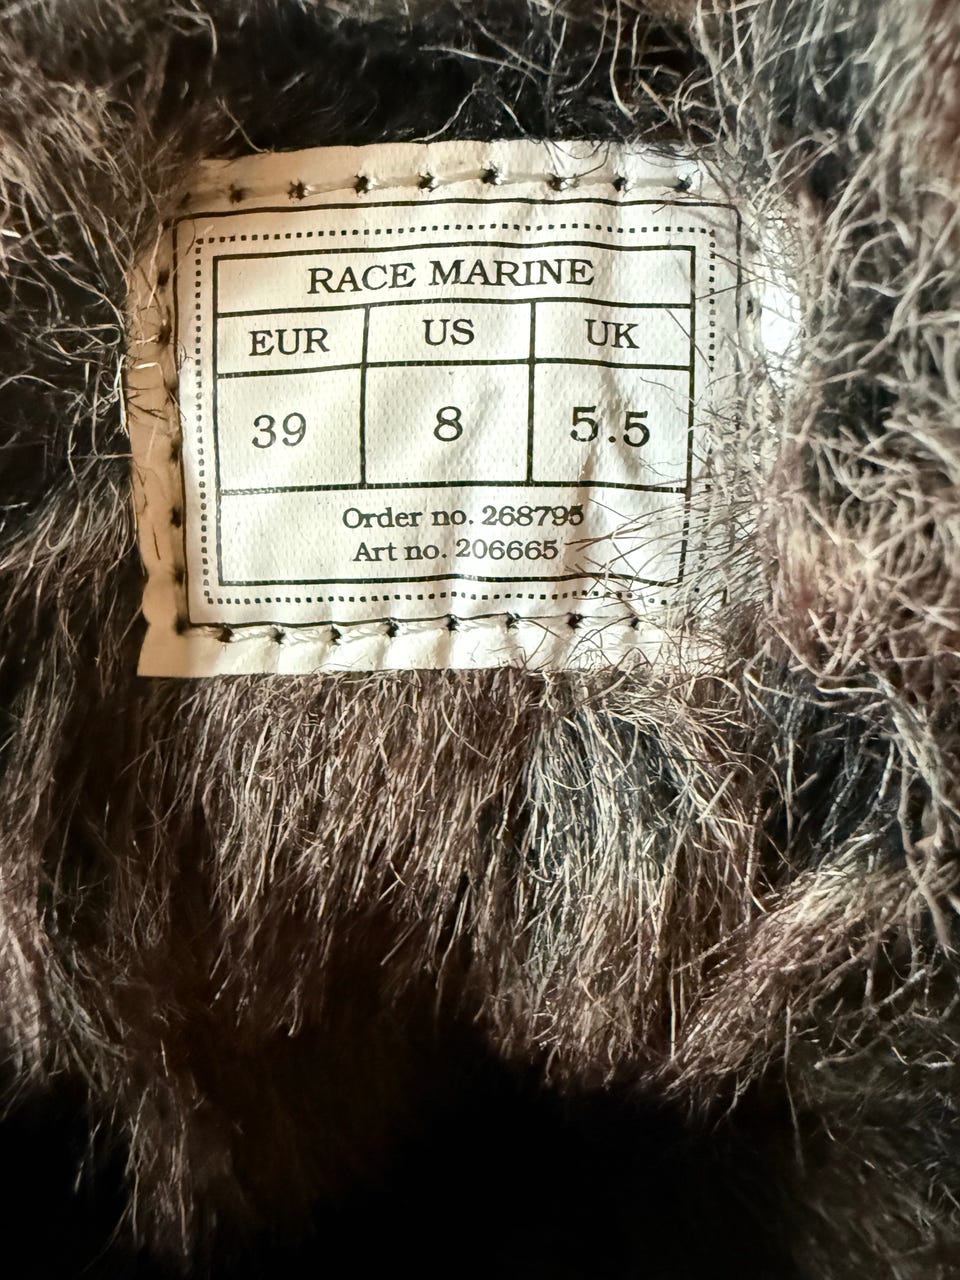 RACE MARINE
EUR US UK
39 8 5.5
Order no. 268795
Art no. 206665